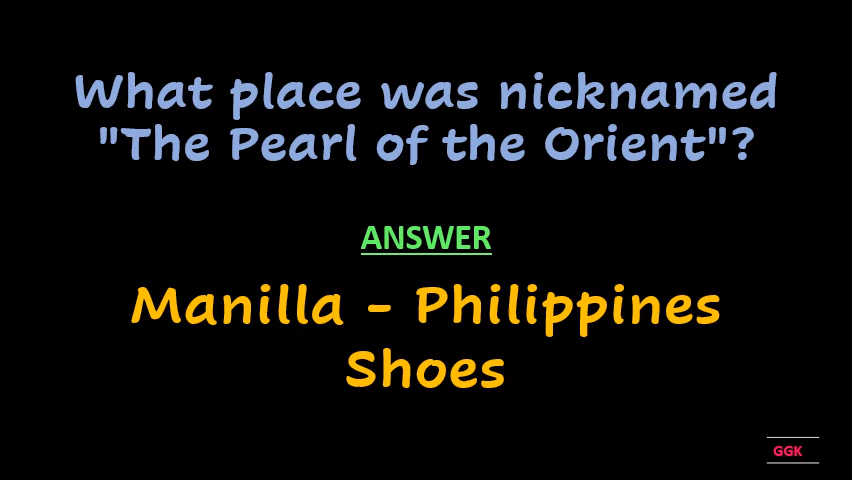 What place was nicknamed
"The Pearl of the Orient"?
ANSWER
Manilla - Philippines
Shoes
GGK